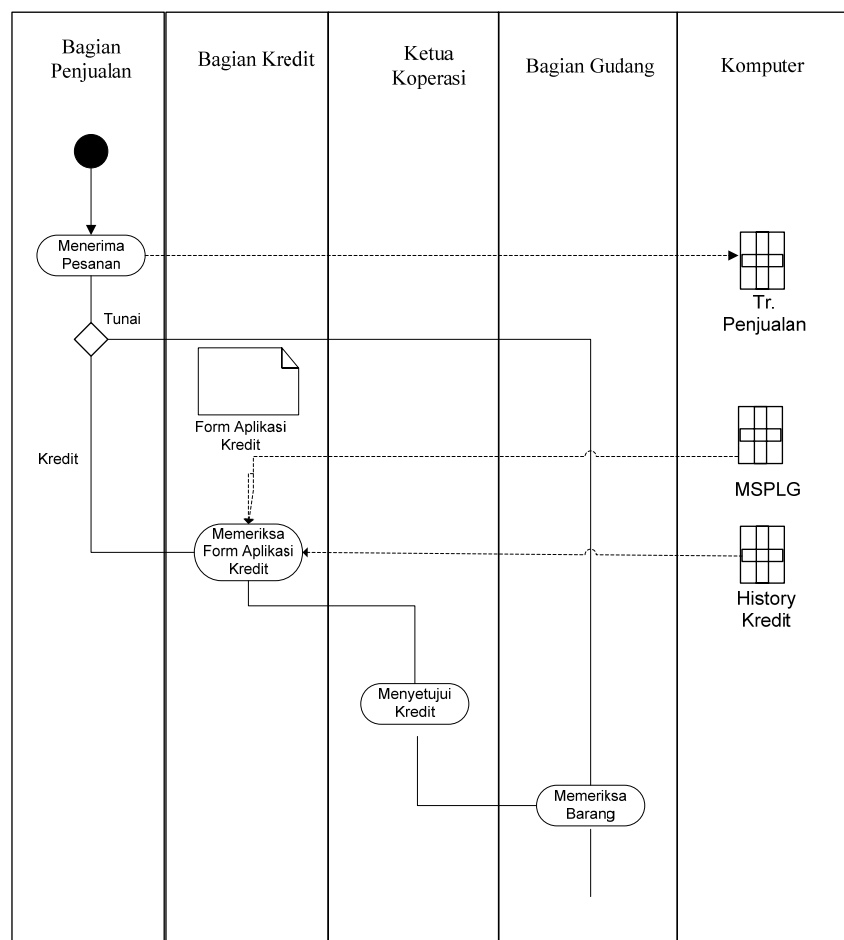 Bagian
Penjualan
Bagian Kredit
Ketua
Koperasi
Bagian Gudang
Komputer
Menerima
Pesanan
Tr.
Penjualan
Tunai
Form Aplikasi
Kredit
Kredit
MSPLG
Memeriksa
Form Aplikasi
Kredit
History
Kredit
Menyetujui
Kredit
Memeriksa
Barang